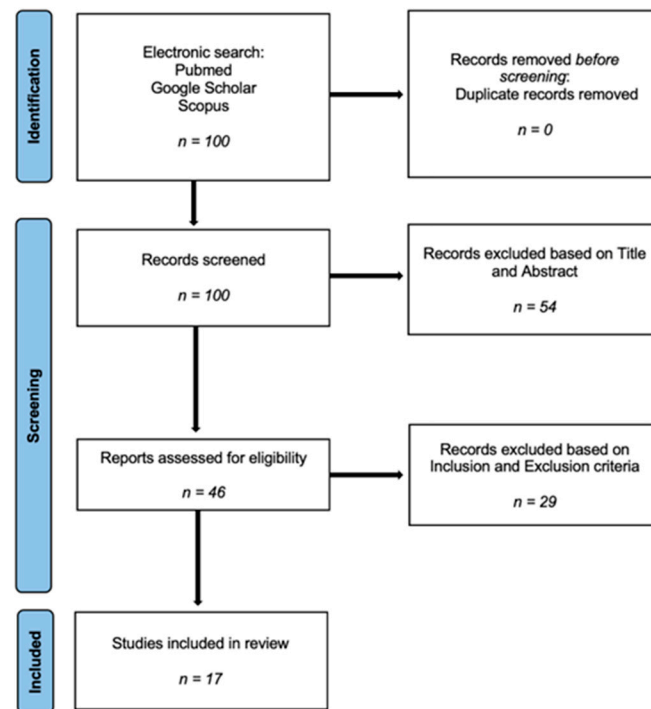 Identification
Electronic search:
Pubmed
Google Scholar
Scopus
n = 100
Records removed before
screening:
Duplicate records removed
n = 0
Screening
Records screened
n = 100
Records excluded based on Title
and Abstract
n = 54
Reports assessed for eligibility
n = 46
Records excluded based on
Inclusion and Exclusion criteria
n = 29
Included
Studies included in review
n = 17